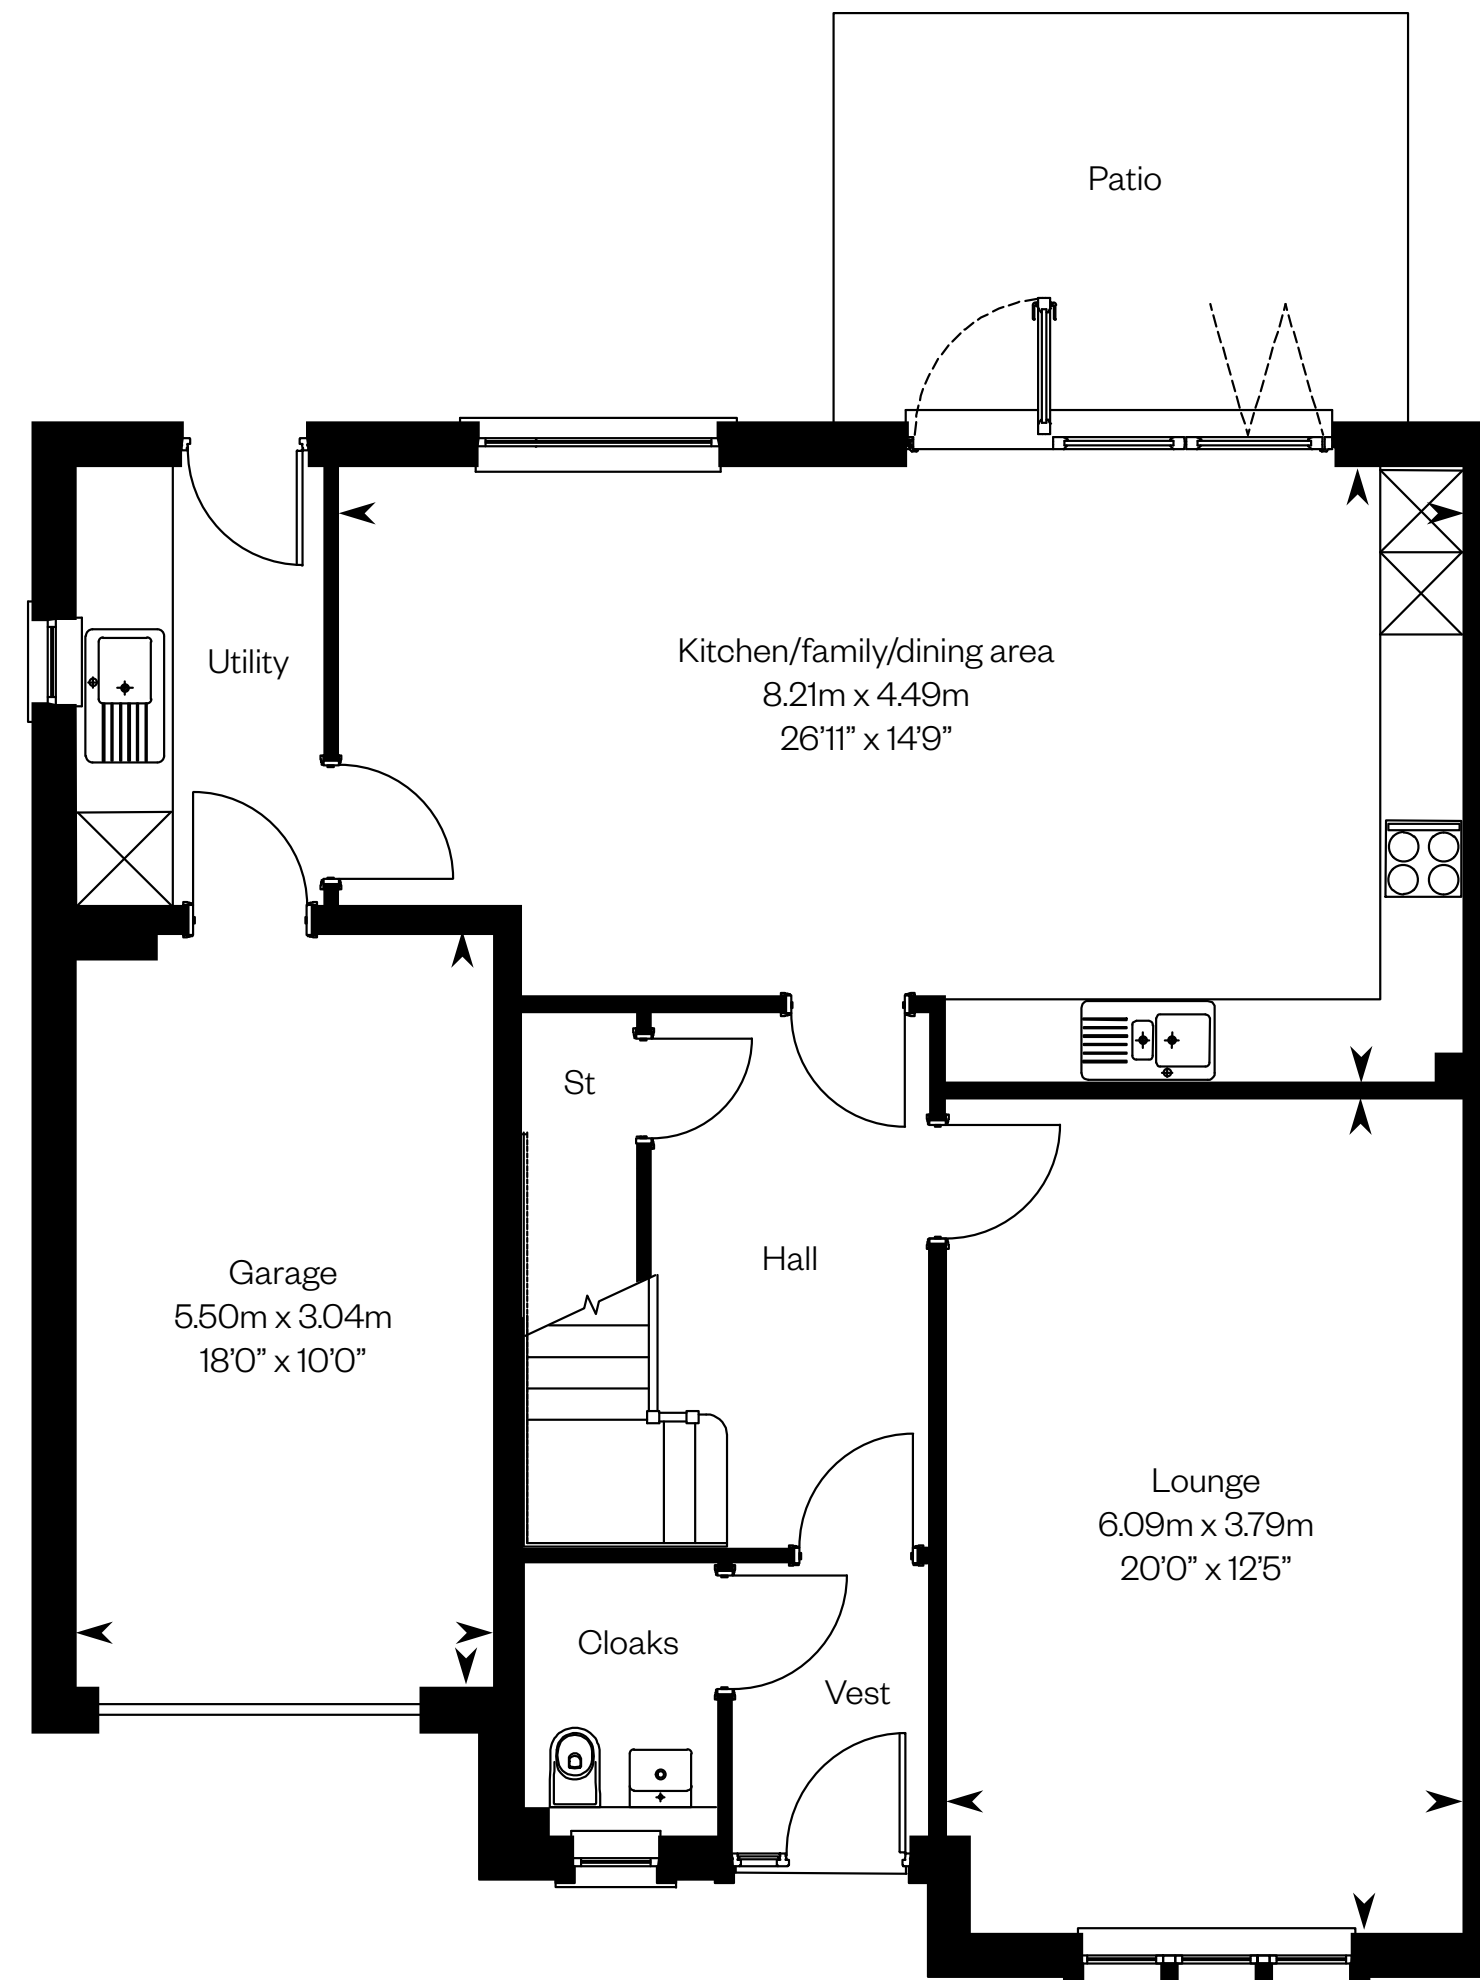 Patio
Utility
Kitchen/family/dining area
8.21m x 4.49m
26’11” x 14’9”
St
Hall
Garage
5.50m x 3.04m
18’0” x 10’0”
Lounge
6.09m x 3.79m
20’0” x 12’5”
Cloaks
Vest